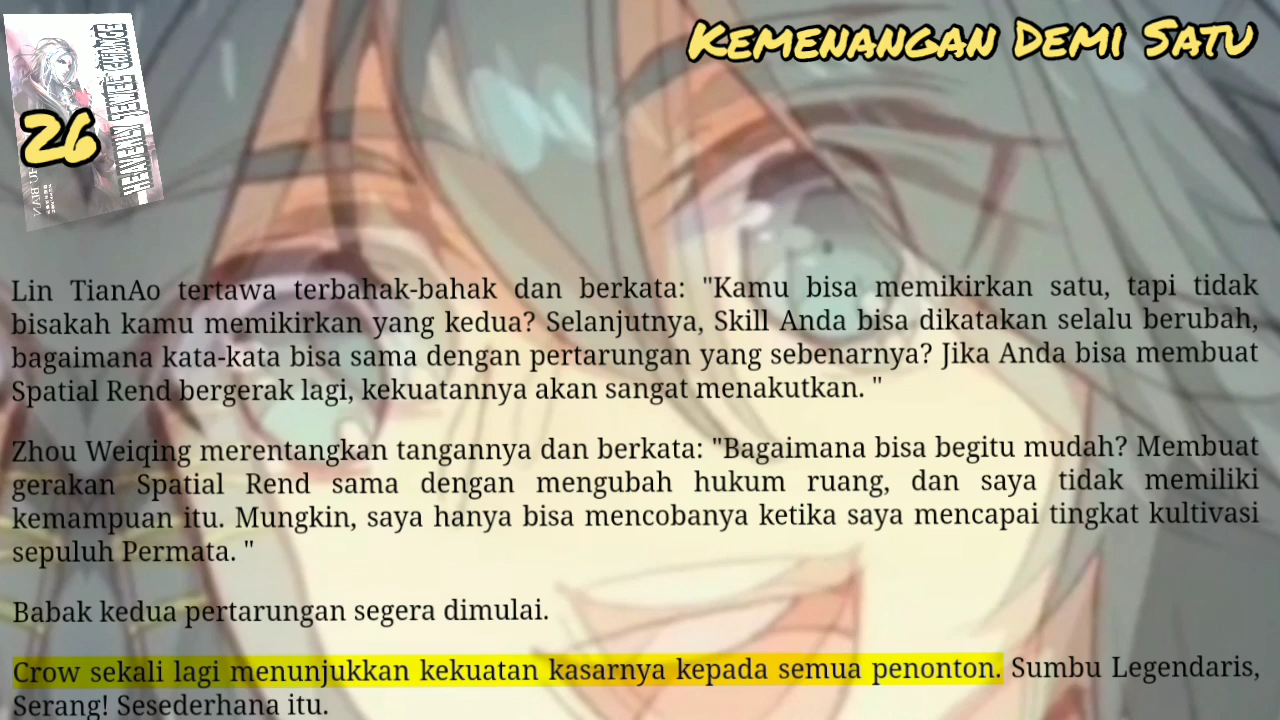 Kemenangan Demi Satu
HEAVENLY JEWEL CHANGE
26
Lin TianAo tertawa terbahak-bahak dan berkata: "Kamu bisa memikirkan satu, tapi tidak
bisakah kamu memikirkan yang kedua? Selanjutnya, Skill Anda bisa dikatakan selalu berubah,
bagaimana kata-kata bisa sama dengan pertarungan yang sebenarnya? Jika Anda bisa membuat
Spatial Rend bergerak lagi, kekuatannya akan sangat menakutkan. "
Zhou Weiqing merentangkan tangannya dan berkata: "Bagaimana bisa begitu mudah? Membuat
gerakan Spatial Rend sama dengan mengubah hukum ruang, dan saya tidak memiliki
kemampuan itu. Mungkin, saya hanya bisa mencobanya ketika saya mencapai tingkat kultivasi
sepuluh Permata. "
Babak kedua pertarungan segera dimulai.
Crow sekali lagi menunjukkan kekuatan kasarnya kepada semua penonton. Sumbu Legendaris,
Serang! Sesederhana itu.